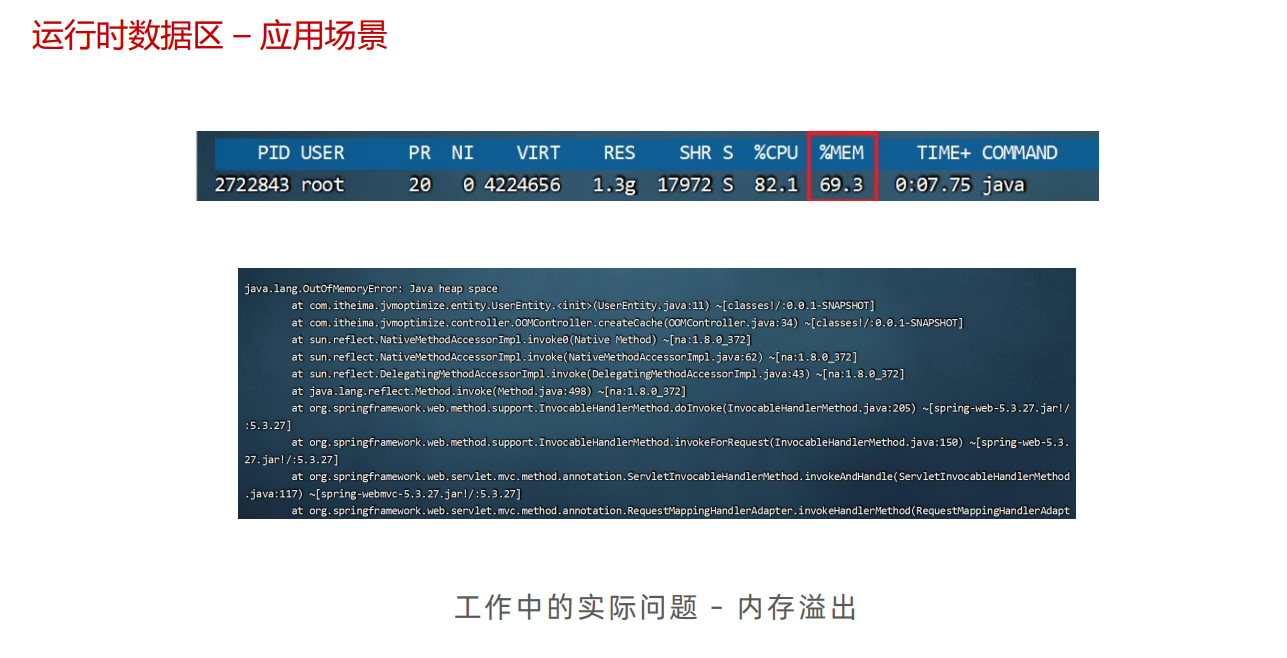 运行时数据区 – 应用场景
PID USER PR NI VIRT RES SHR S %CPU %MEM TIME+ COMMAND
2722843 root 20 0 4224656 1.3g 17972 S 82.1 69.3 0:07.75 java
java.lang.OutOfMemoryError: Java heap space
at com.itheima.jvmoptimize.entity.UserEntity.<init>(UserEntity.java:11) ~[classes!/:0.0.1-SNAPSHOT]
at com.itheima.jvmoptimize.controller.OOMController.createCache(OOMController.java:34) ~[classes!/:0.0.1-SNAPSHOT]
at sun.reflect.NativeMethodAccessorImpl.invoke0(Native Method) ~[na:1.8.0_372]
at sun.reflect.NativeMethodAccessorImpl.invoke(NativeMethodAccessorImpl.java:62) ~[na:1.8.0_372]
at sun.reflect.DelegatingMethodAccessorImpl.invoke(DelegatingMethodAccessorImpl.java:43) ~[na:1.8.0_372]
at java.lang.reflect.Method.invoke(Method.java:498) ~[na:1.8.0_372]
at org.springframework.web.method.support.InvocableHandlerMethod.doInvoke(InvocableHandlerMethod.java:205) ~[spring-web-5.3.27.jar!/
:5.3.27]
at org.springframework.web.method.support.InvocableHandlerMethod.invokeForRequest(InvocableHandlerMethod.java:150) ~[spring-web-5.3.
27.jar!/:5.3.27]
at org.springframework.web.servlet.mvc.method.annotation.ServletInvocableHandlerMethod.invokeAndHandle(ServletInvocableHandlerMethod
.java:117) ~[spring-webmvc-5.3.27.jar!/:5.3.27]
at org.springframework.web.servlet.mvc.method.annotation.RequestMappingHandlerAdapter.invokeHandlerMethod(RequestMappingHandlerAdapt
工作中的实际问题 – 内存溢出